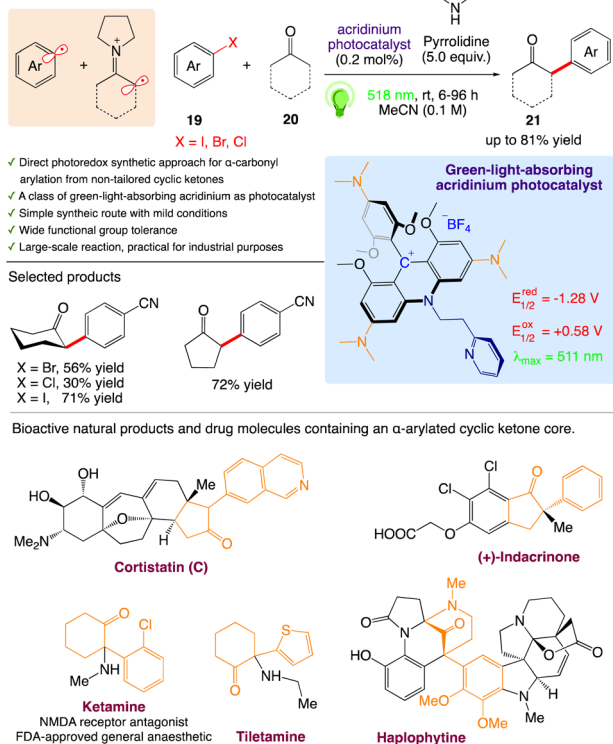 N
H
N
+
Ar
+
Ar
X
+
O
acridinium
photocatalyst
(0.2 mol%)
Pyrrolidine
(5.0 equiv.)
518 nm, rt, 6-96 h
MeCN (0.1 M)
O
Ar
19
20
21
X = I, Br, Cl
up to 81% yield
✓ Direct photoredox synthetic approach for α-carbonyl
arylation from non-tailored cyclic ketones
✓ A class of green-light-absorbing acridinium as photocatalyst
✓ Simple syntheic route with mild conditions
✓ Wide functional group tolerance
✓ Large-scale reaction, practical for industrial purposes
Green-light-absorbing
acridinium photocatalyst
N
O
O
O
O
⁻BF4
C+
N
N
N
N
E1/2red = -1.28 V
E1/2ox = +0.58 V
λmax = 511 nm
Selected products
O
CN
X = Br, 56% yield
X = Cl, 30% yield
X = I, 71% yield
O
CN
72% yield
Bioactive natural products and drug molecules containing an α-arylated cyclic ketone core.
OH
HO
Me2N
O
H
Me
N
O
Cortistatin (C)
Cl
Cl
O
HOOC
O
Me
(+)-Indacrinone
O
Cl
NH
Me
Ketamine
NMDA receptor antagonist
FDA-approved general anaesthetic
S
O
NH
Me
Tiletamine
O
N
O
Me
N
HO
MeO
OMe
N
O
O
N
H
Me
Haplophytine